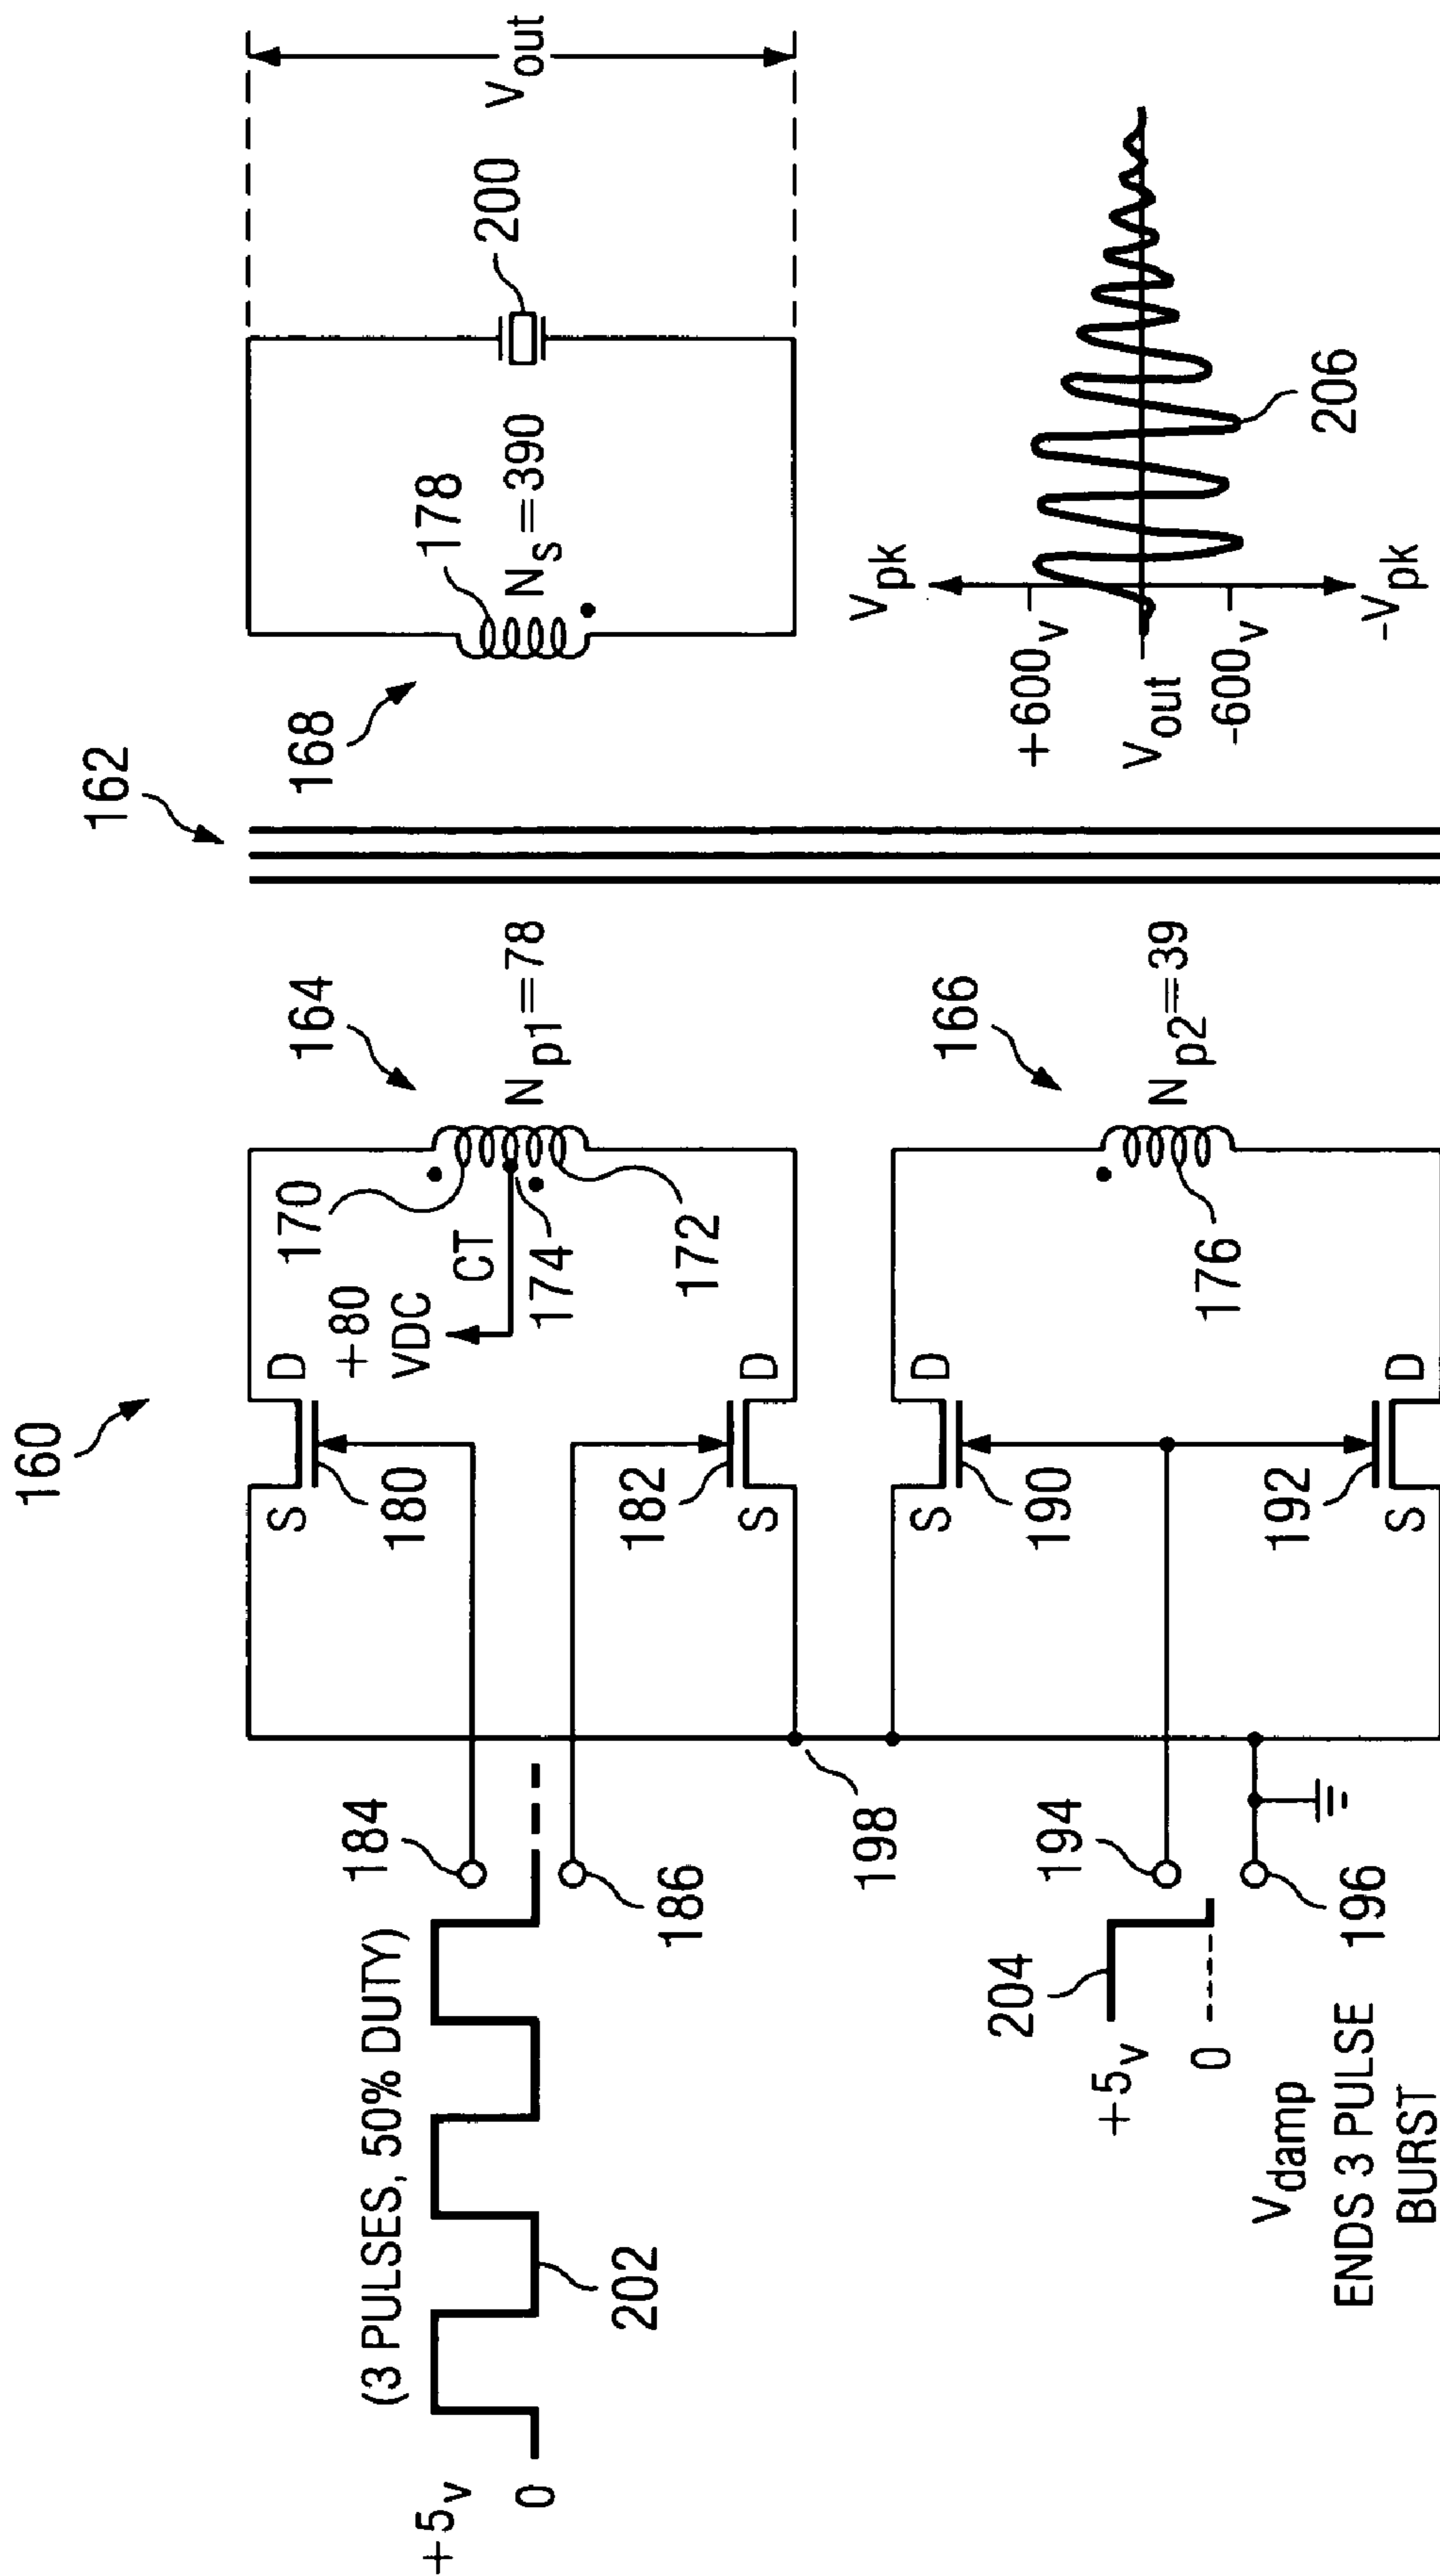 160
162
(3 PULSES, 50% DUTY)
+5v
0
202
184
186
198
S
D
180
+80
VDC
CT
170
174
172
164
Np1=78
S
D
182
168
178
Ns=390
200
Vout
+5v
0
204
194
196
Vdamp
ENDS 3 PULSE
BURST
S
D
190
192
S
D
176
166
Np2=39
Vpk
+600v
Vout
-600v
-Vpk
206